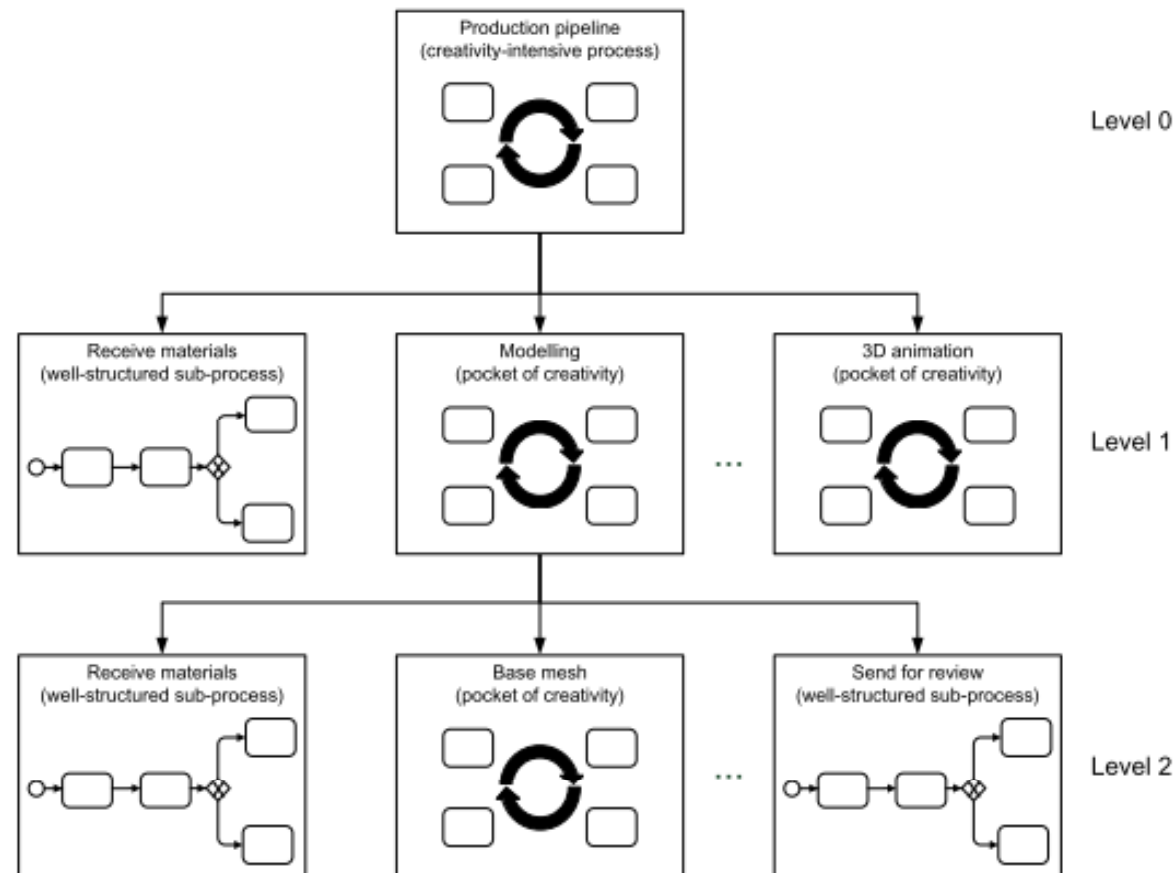 Production pipeline
(creativity-intensive process)
Level 0
Receive materials
(well-structured sub-process)
Modelling
(pocket of creativity)
...
3D animation
(pocket of creativity)
Level 1
Receive materials
(well-structured sub-process)
Base mesh
(pocket of creativity)
...
Send for review
(well-structured sub-process)
Level 2